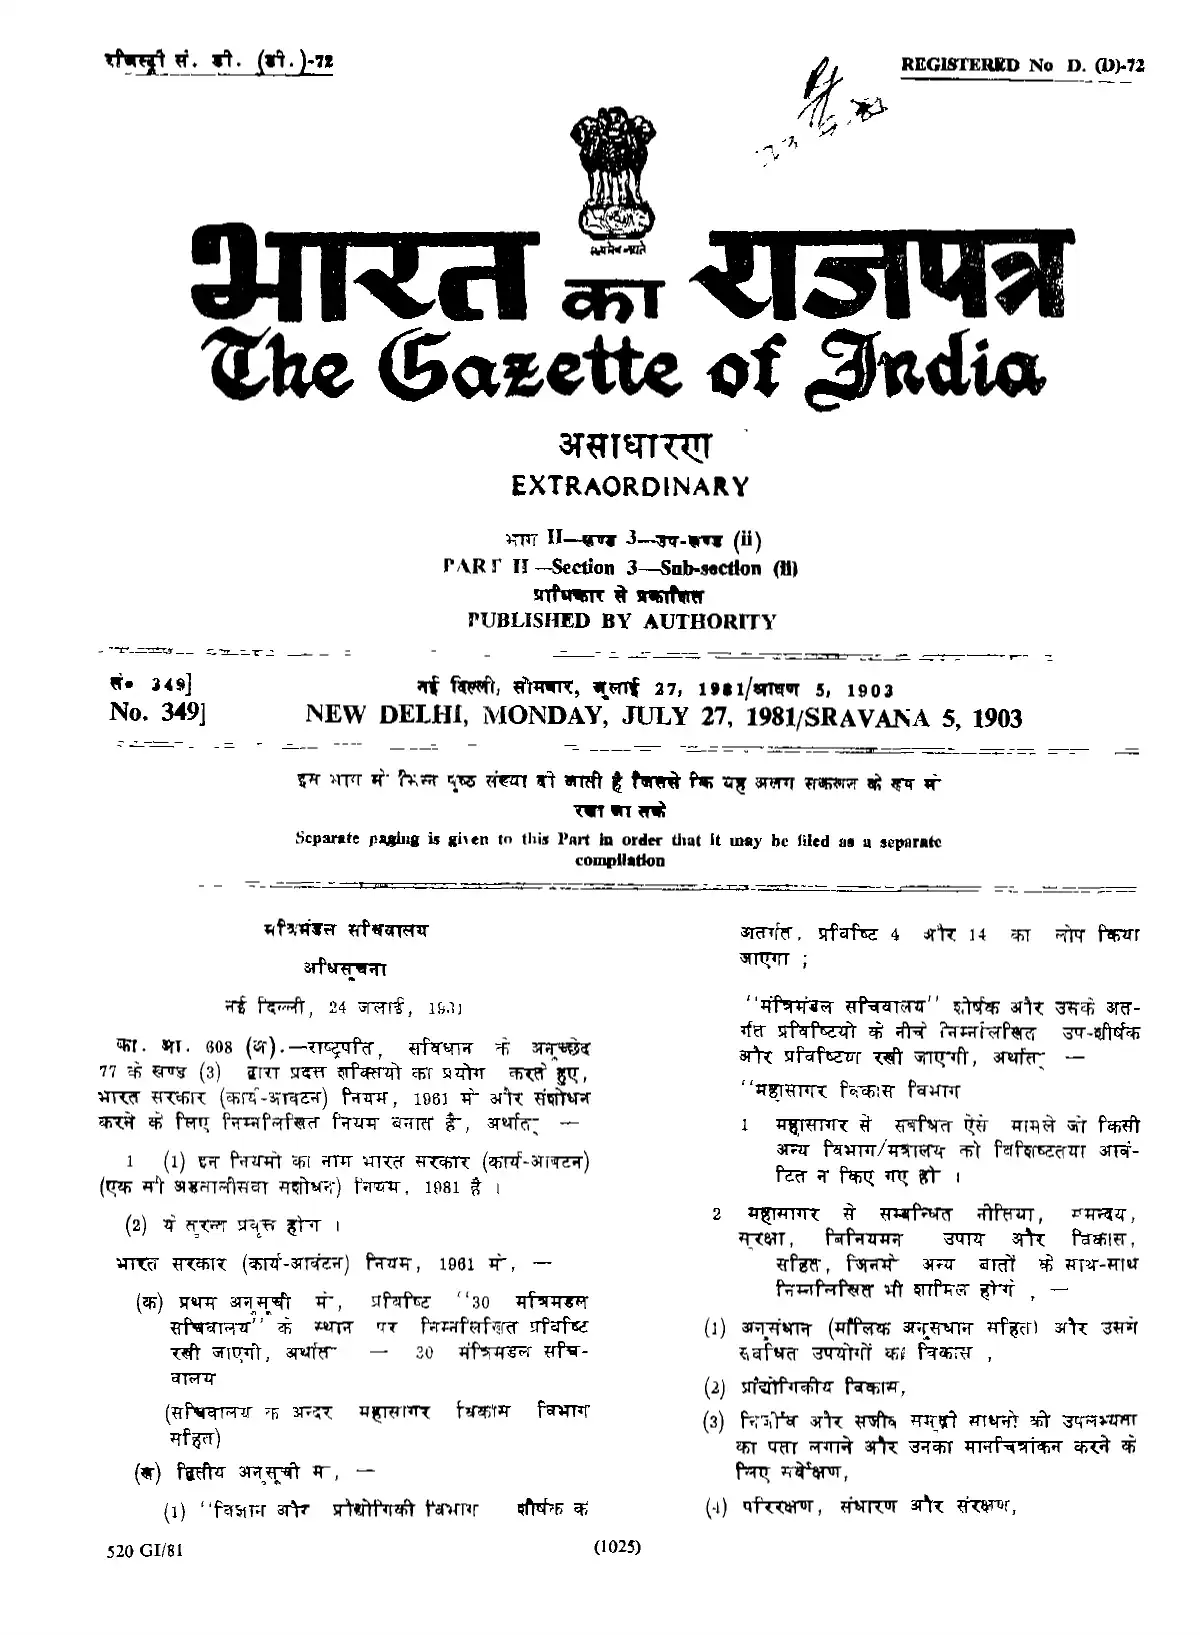 रजिस्ट्री सं. डी. (डी.)-72
REGISTERED No D. (D)-72
सत्यमेव जयते
भारत का राजपत्र
The Gazette of India
असाधारण
EXTRAORDINARY
भाग II—खण्ड 3—उप-खण्ड (ii)
PART II—Section 3—Sub-section (ii)
प्राधिकार से प्रकाशित
PUBLISHED BY AUTHORITY
सं॰ 349]
नई दिल्ली, सोमवार, जुलाई 27, 1981/श्रावण 5, 1903
No. 349]
NEW DELHI, MONDAY, JULY 27, 1981/SRAVANA 5, 1903
इस भाग में भिन्न पृष्ठ संख्या दी जाती है जिससे कि यह अलग संकलन के रूप में
रखा जा सके
Separate paging is given to this Part in order that it may be filed as a separate
compilation
मंत्रिमंडल सचिवालय
अधिसूचना
नई दिल्ली, 24 जुलाई, 1981
का. आ. 608 (अ).—राष्ट्रपति, संविधान के अनुच्छेद
77 के खण्ड (3) द्वारा प्रदत्त शक्तियों का प्रयोग करते हुए,
भारत सरकार (कार्य-आवंटन) नियम, 1961 में और संशोधन
करने के लिए निम्नलिखित नियम बनाते हैं, अर्थात् :—
1 (1) इन नियमों का नाम भारत सरकार (कार्य-आवंटन)
(एक सौ अड़तालीसवां संशोधन) नियम, 1981 है ।
(2) ये तुरन्त प्रवृत्त होंगे ।
भारत सरकार (कार्य-आवंटन) नियम, 1961 में, —
(क) प्रथम अनुसूची में, प्रविष्टि "30 मंत्रिमंडल
सचिवालय" के स्थान पर निम्नलिखित प्रविष्टि
रखी जाएगी, अर्थात — 30 मंत्रिमंडल सचि-
वालय
(सचिवालय के अन्दर महासागर विकास विभाग
सहित)
(ख) द्वितीय अनुसूची में, —
(1) "विज्ञान और प्रौद्योगिकी विभाग शीर्षक के
अंतर्गत, प्रविष्टि 4 और 14 का लोप किया
जाएगा ;
"मंत्रिमंडल सचिवालय" शीर्षक और उसके अंत-
र्गत प्रविष्टियों के नीचे निम्नलिखित उप-शीर्षक
और प्रविष्टियां रखी जाएंगी, अर्थात् —
"महासागर विकास विभाग
1 महासागर से संबंधित ऐसे मामले जो किसी
अन्य विभाग/मंत्रालय को विशिष्टतया आवं-
टित न किए गए हों ।
2 महासागर से सम्बन्धित नीतियां, समन्वय,
सुरक्षा, विनियमन उपाय और विकास,
सहित, जिनमें अन्य बातों के साथ-साथ
निम्नलिखित भी शामिल होंगे , —
(1) अनुसंधान (मौलिक अनुसंधान सहित) और उससे
संबंधित उपयोगों का विकास ,
(2) प्रौद्योगिकीय विकास,
(3) निर्जीव और सजीव समुद्री साधनों की उपलभ्यता
का पता लगाने और उनका मानचित्रांकन करने के
लिए सर्वेक्षण,
(4) परिरक्षण, संधारण और संरक्षण,
520 GI/81
(1025)